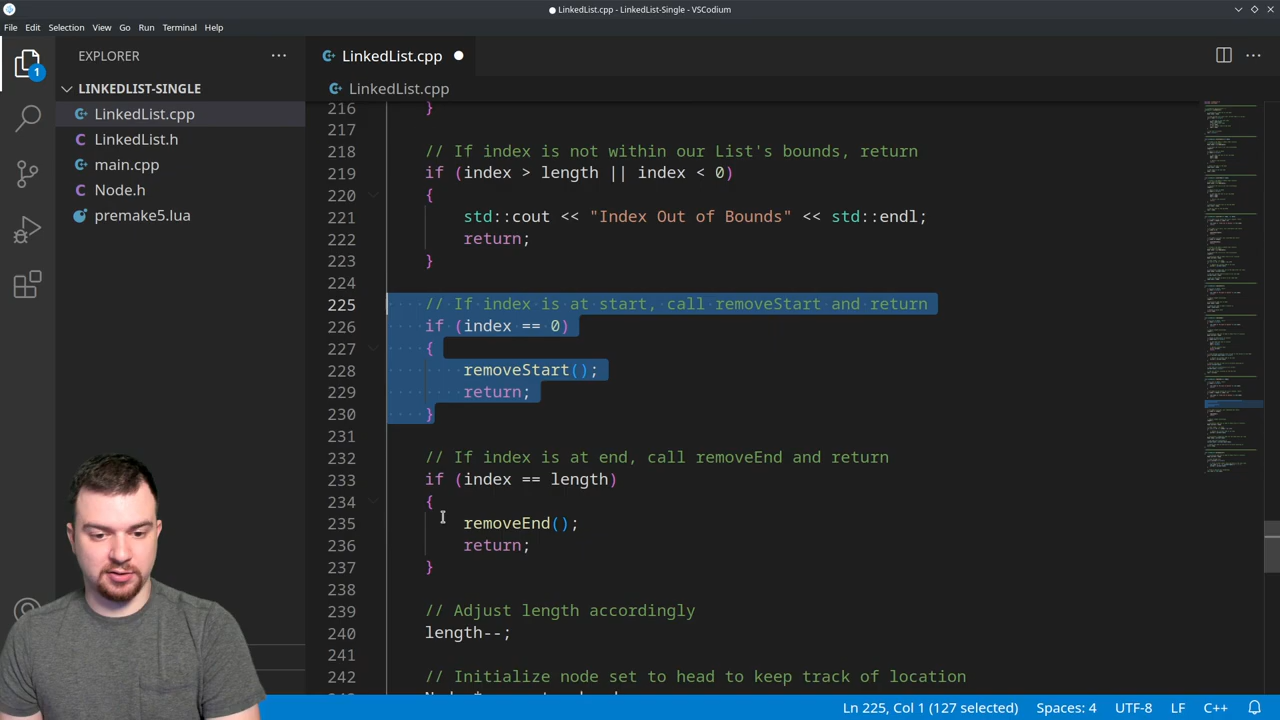 LinkedList.cpp - LinkedList-Single - VSCodium
File Edit Selection View Go Run Terminal Help
EXPLORER
LinkedList.cpp
1
LINKEDLIST-SINGLE
LinkedList.cpp
LinkedList.cpp
LinkedList.h
main.cpp
Node.h
premake5.lua
216 }
217
218 // If index is not within our List's bounds, return
219 if (index > length || index < 0)
220 {
221 std::cout << "Index Out of Bounds" << std::endl;
222 return;
223 }
224
225 If index is at start, call removeStart and return
226 if (index == 0)
227 {
228 removeStart();
229 return;
230 }
231
232 // If index is at end, call removeEnd and return
233 if (index == length)
234 {
235 removeEnd();
236 return;
237 }
238
239 // Adjust length accordingly
240 length--;
241
242 // Initialize node set to head to keep track of location
Ln 225, Col 1 (127 selected) Spaces: 4 UTF-8 LF C++